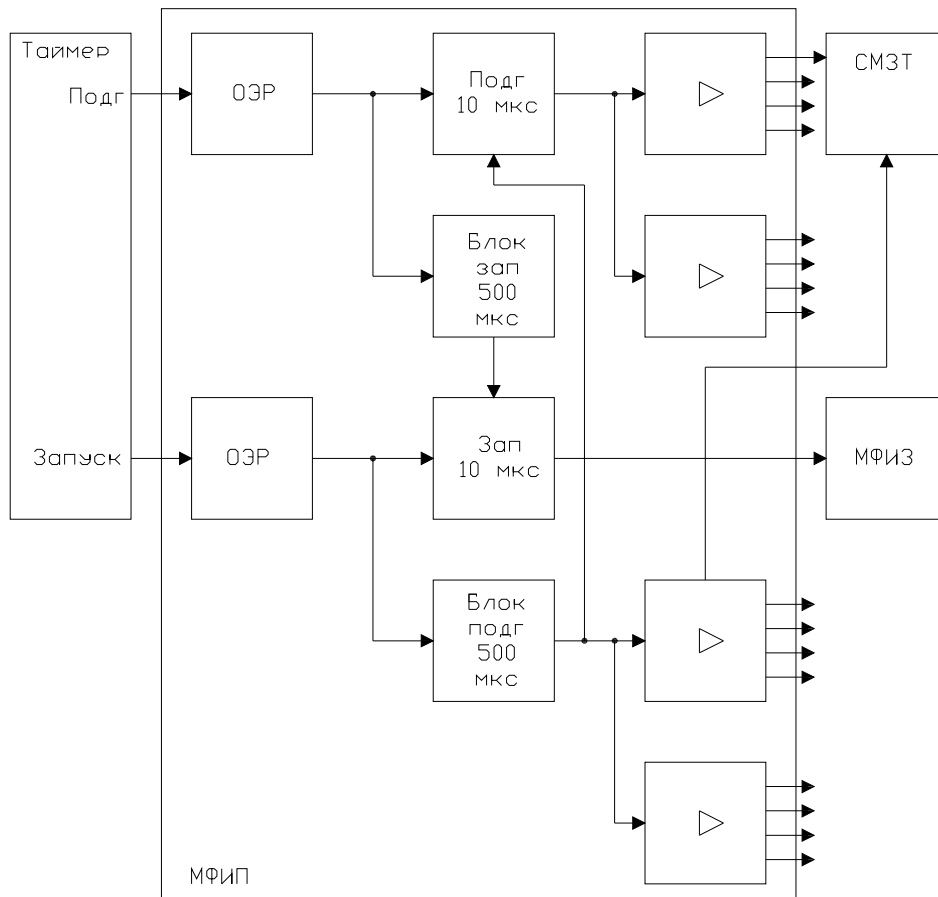 Таймер
Подг
ОЭР
Подг
10 мкс
СМЗТ
Блок
зап
500
мкс
Запуск
ОЭР
Зап
10 мкс
МФИЗ
Блок
подг
500
мкс
МФИП